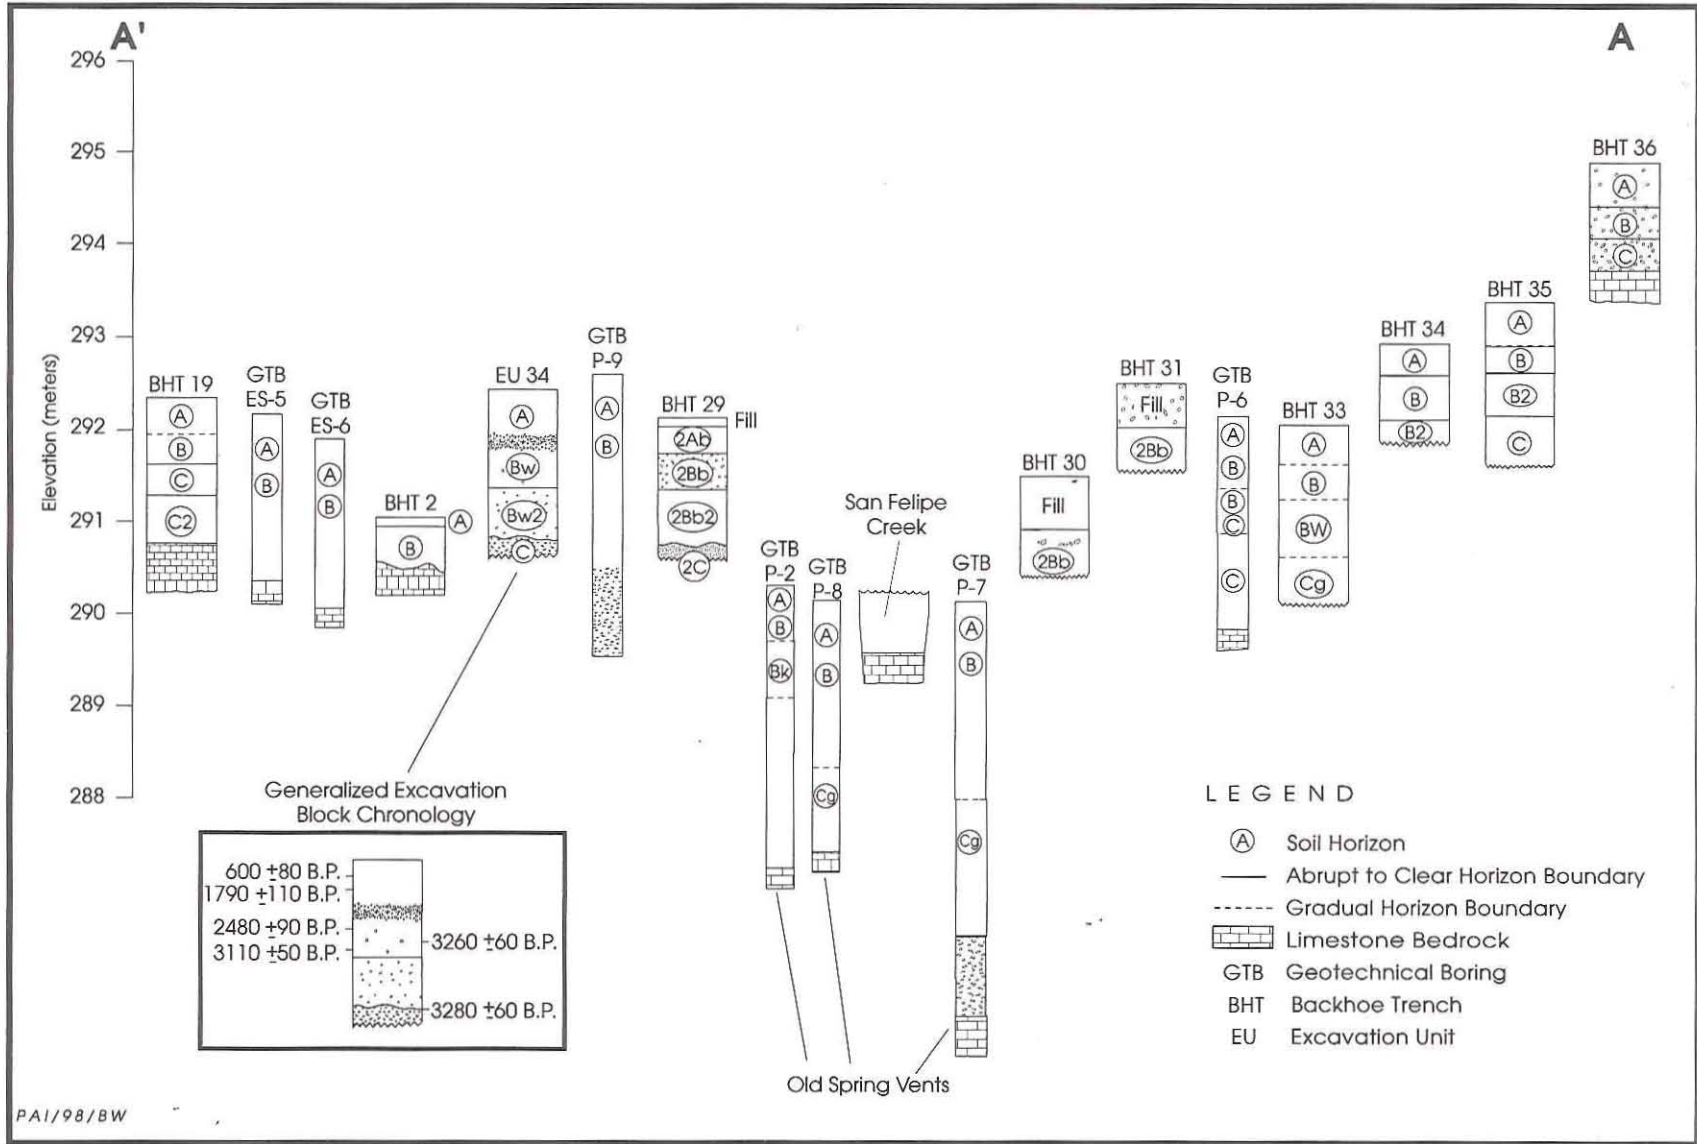 A'
A
296
295
294
293
292
291
290
289
288
Elevation (meters)
BHT 19
A
B
C
C2
GTB
ES-5
A
B
GTB
ES-6
A
B
BHT 2
A
B
EU 34
A
Bw
Bw2
C
GTB
P-9
A
B
BHT 29
Fill
2Ab
2Bb
2Bb2
2C
GTB
P-2
A
B
Bk
GTB
P-8
A
B
Cg
San Felipe
Creek
GTB
P-7
A
B
Cg
BHT 30
Fill
2Bb
BHT 31
Fill
2Bb
GTB
P-6
A
B
B
C
C
BHT 33
A
B
BW
Cg
BHT 34
A
B
B2
BHT 35
A
B
B2
C
BHT 36
A
B
C
Generalized Excavation
Block Chronology
600 ±80 B.P.
1790 ±110 B.P.
2480 ±90 B.P.
3110 ±50 B.P.
3260 ±60 B.P.
3280 ±60 B.P.
Old Spring Vents
LEGEND
A Soil Horizon
Abrupt to Clear Horizon Boundary
Gradual Horizon Boundary
Limestone Bedrock
GTB Geotechnical Boring
BHT Backhoe Trench
EU Excavation Unit
PAI/98/BW